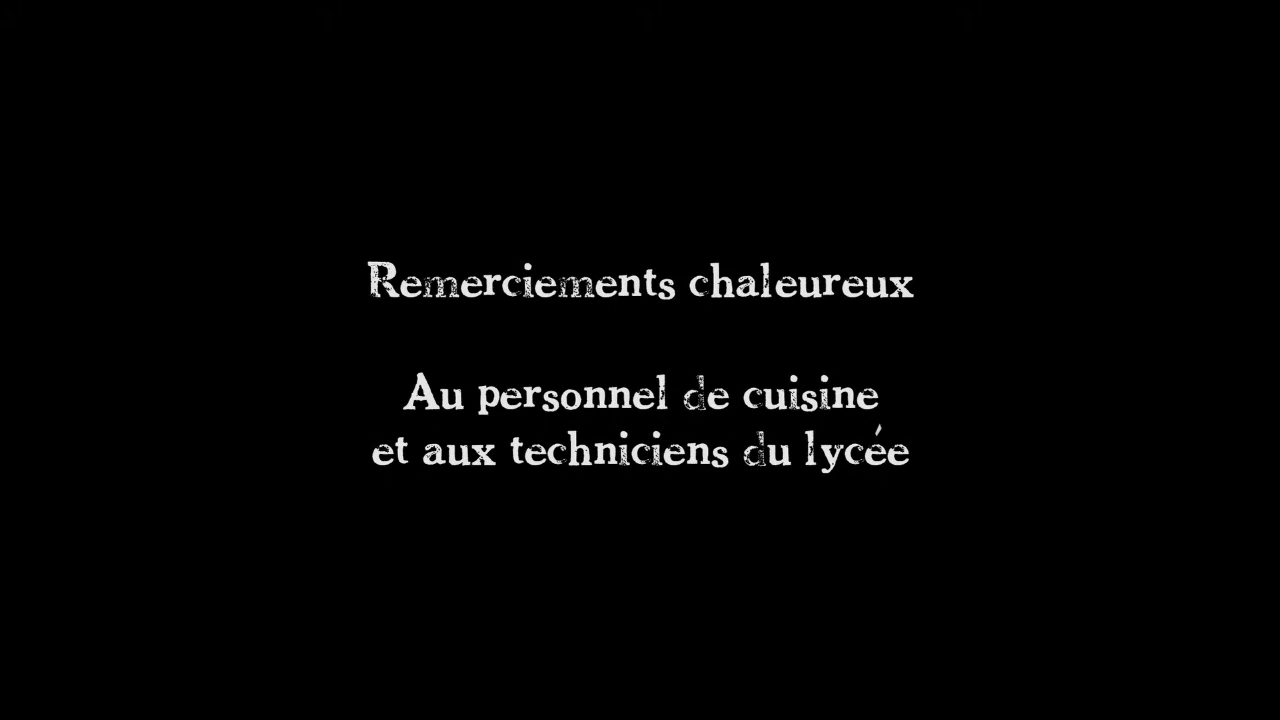 Remerciements chaleureux
Au personnel de cuisine
et aux techniciens du lycée